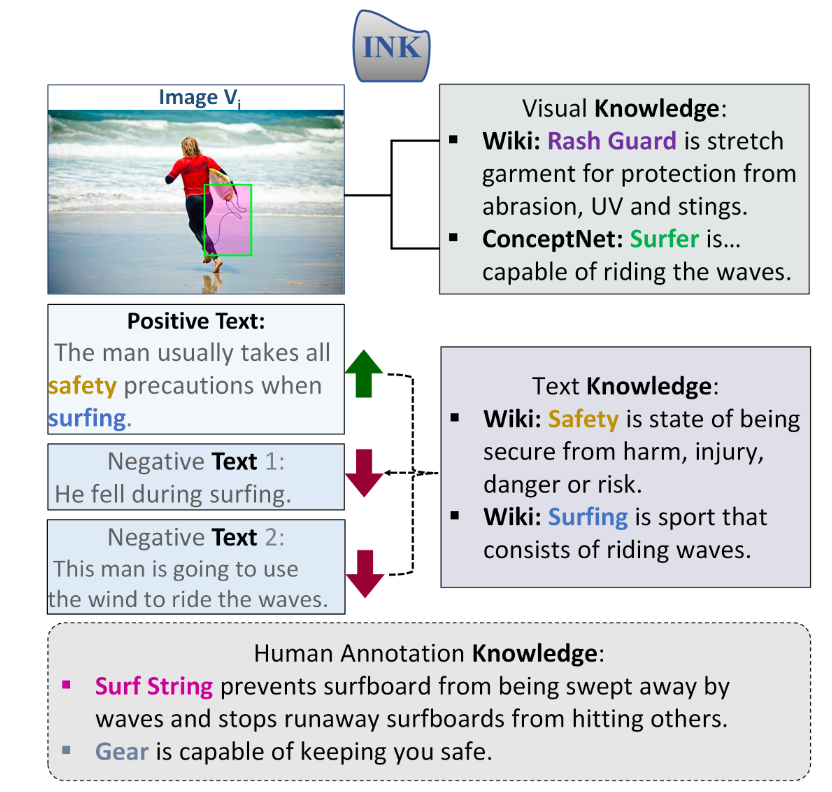 INK
Image Vi
Visual Knowledge:
▪ Wiki: Rash Guard is stretch
garment for protection from
abrasion, UV and stings.
▪ ConceptNet: Surfer is...
capable of riding the waves.
Positive Text:
The man usually takes all
safety precautions when
surfing.
Negative Text 1:
He fell during surfing.
Negative Text 2:
This man is going to use
the wind to ride the waves.
Text Knowledge:
▪ Wiki: Safety is state of being
secure from harm, injury,
danger or risk.
▪ Wiki: Surfing is sport that
consists of riding waves.
Human Annotation Knowledge:
▪ Surf String prevents surfboard from being swept away by
waves and stops runaway surfboards from hitting others.
▪ Gear is capable of keeping you safe.